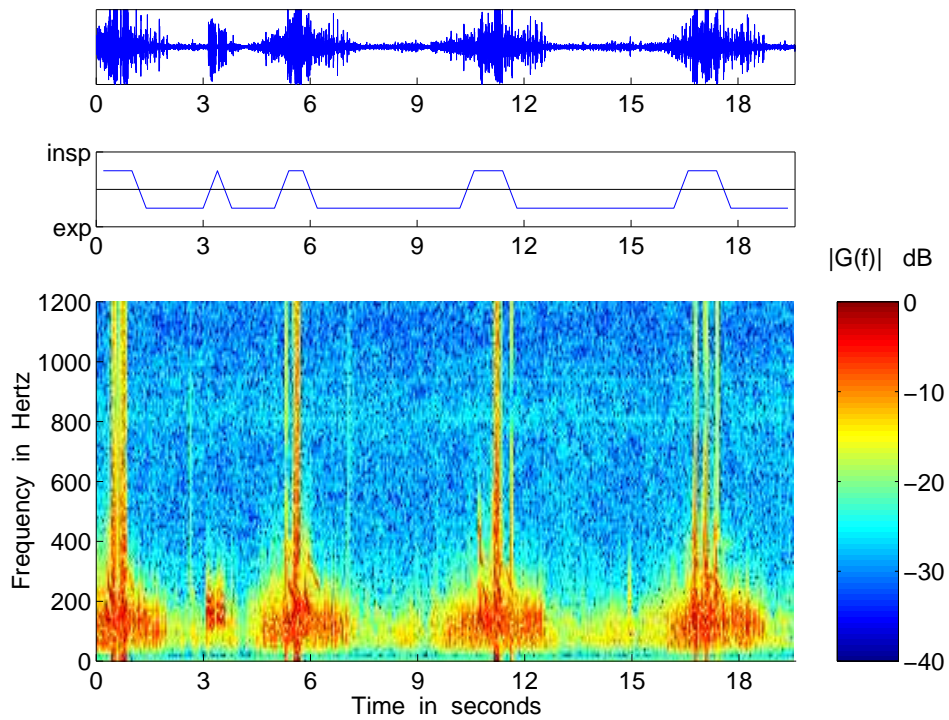 0 3 6 9 12 15 18
insp
exp
0 3 6 9 12 15 18
|G(f)| dB
1200
1000
800
600
400
200
0
Frequency in Hertz
0 3 6 9 12 15 18
Time in seconds
0
−10
−20
−30
−40